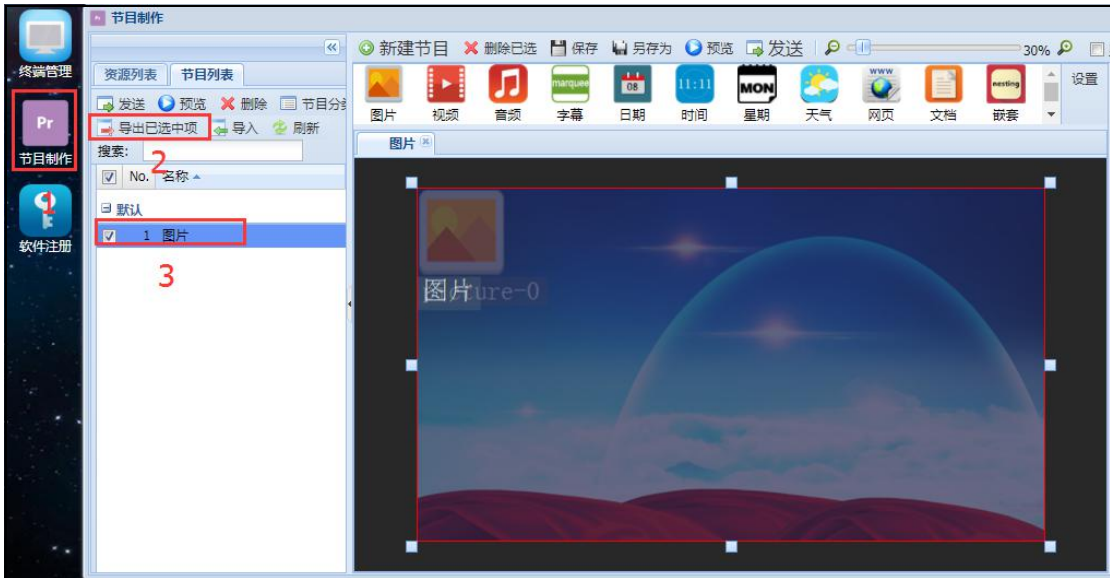 节目制作
终端管理
Pr
节目制作
1
软件注册
资源列表 节目列表
发送 预览 删除 节目分
导出已选中项 导入 刷新
搜索:
2
No. 名称
默认
1 图片
3
新建节目 删除已选 保存 另存为 预览 发送 30%
marquee 08 11:11 MON www nesting
图片 视频 音频 字幕 日期 时间 星期 天气 网页 文档 嵌套 设置
图片
图片